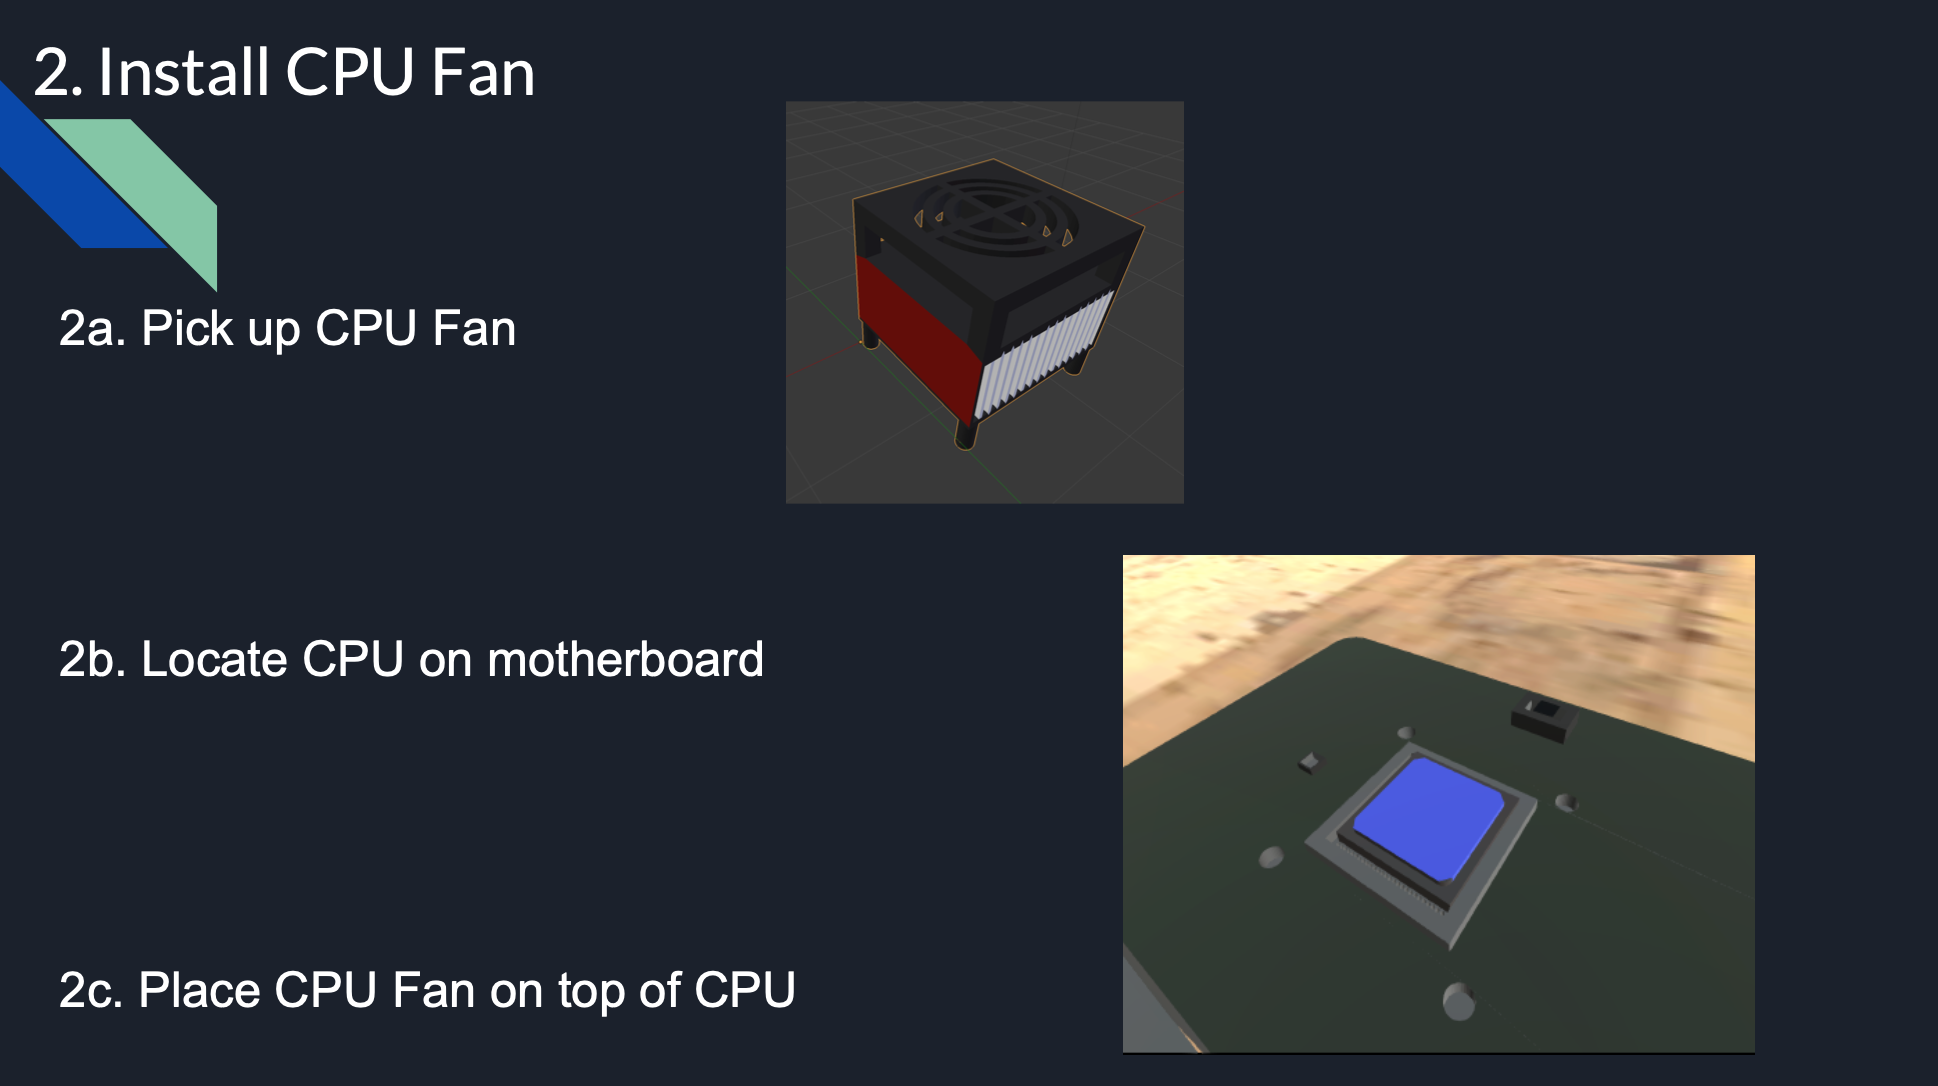 2. Install CPU Fan
2a. Pick up CPU Fan
2b. Locate CPU on motherboard
2c. Place CPU Fan on top of CPU